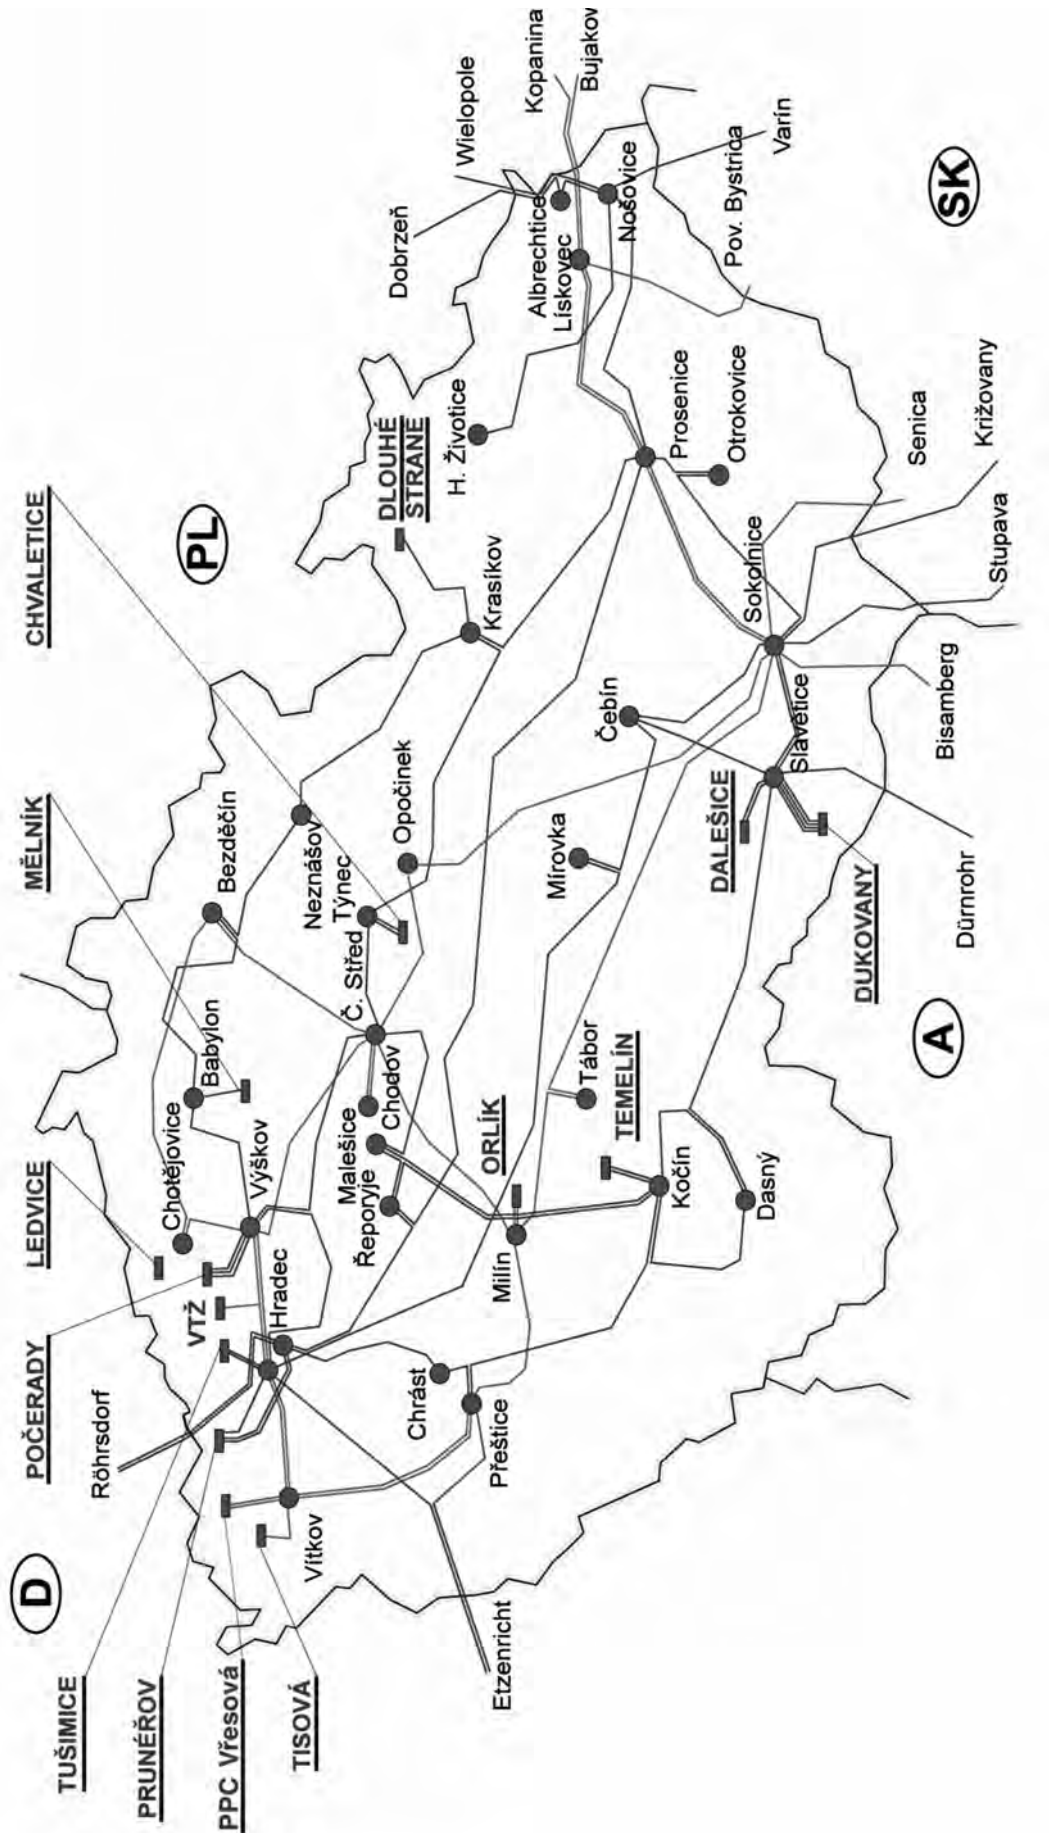 CHVALETICE
MĚLNÍK
LEDVICE
POČERADY
D
TUŠIMICE
PRUNÉŘOV
PPC Vřesová
TISOVÁ
PL
Röhrsdorf
VTŽ
Chotějovice
Babylon
Výškov
Hradec
Bezděčín
Neznášov
Týnec
Č. Střed
Opočinek
Krasíkov
DLOUHÉ
STRÁNE
H. Životice
Dobrzeň
Wielopole
Kopanina
Bujakov
Albrechtice
Lískovec
Nošovice
Varín
Pov. Bystrica
SK
Prosenice
Otrokovice
Senica
Križovany
Stupava
Sokolnice
Čebín
Slavětice
Bisamberg
Dürnrohr
DALEŠICE
DUKOVANY
Mírovka
Tábor
TEMELÍN
A
Chodov
Malešice
Řeporyje
ORLÍK
Milín
Kočín
Dasný
Chrást
Přeštice
Vítkov
Etzenricht